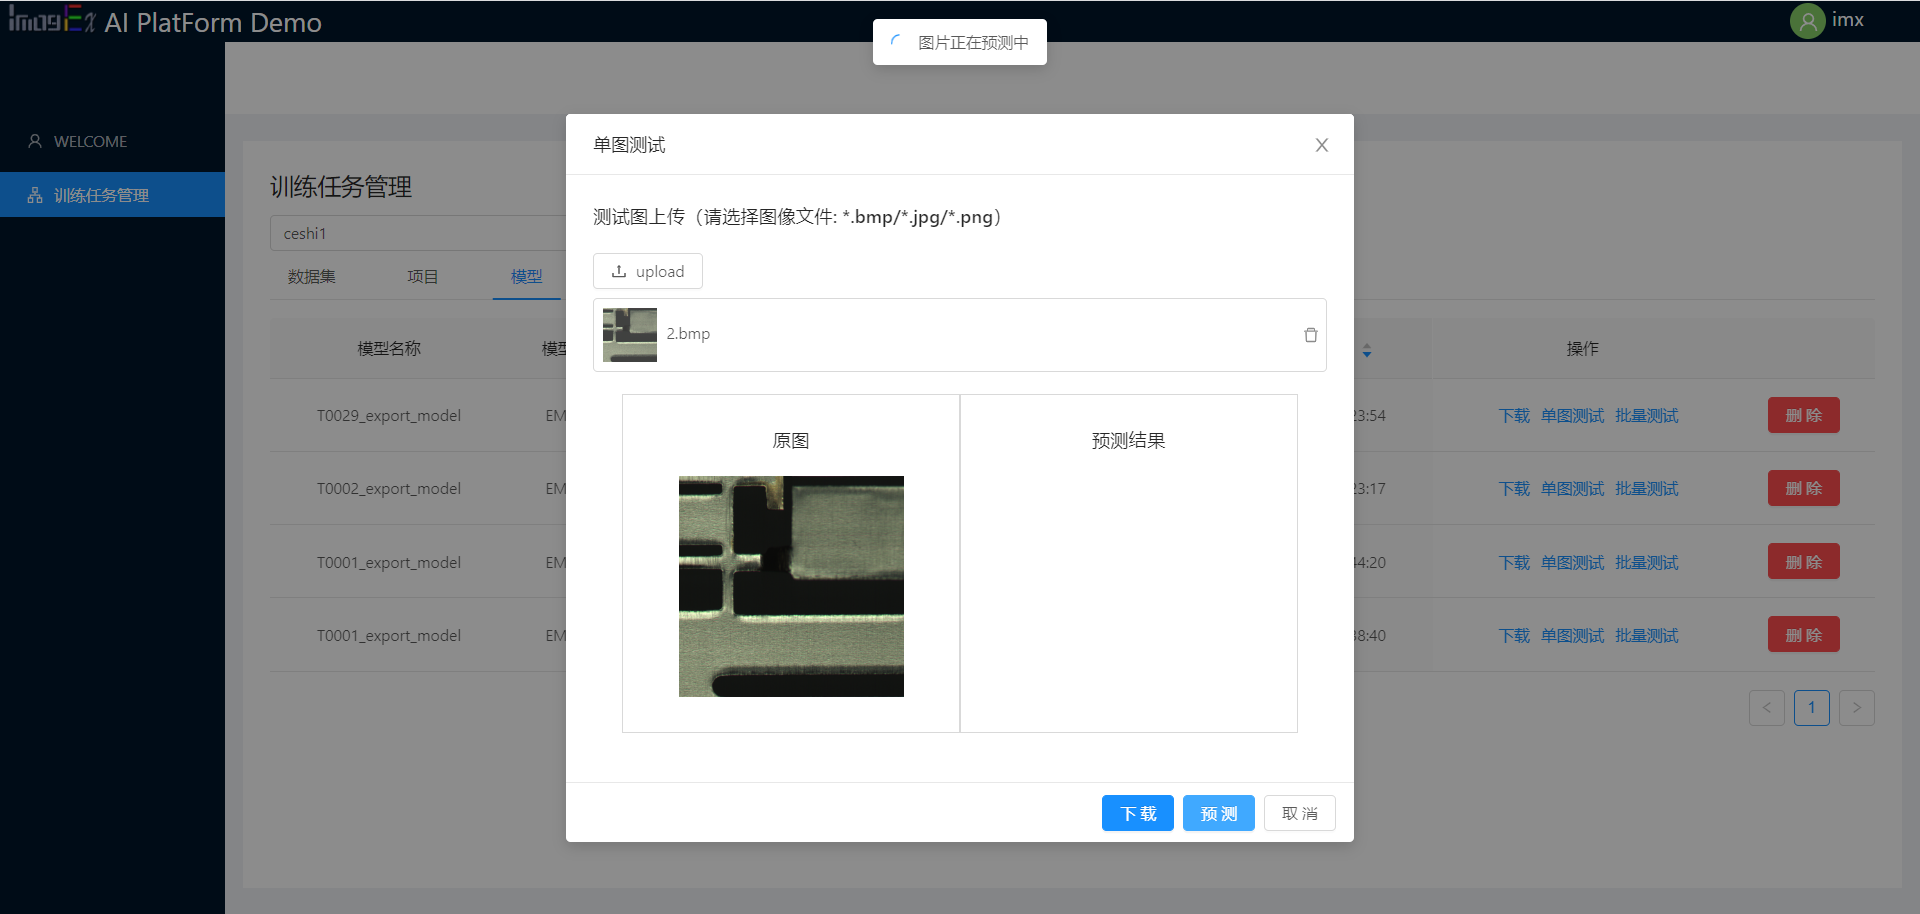 ImagEX AI PlatForm Demo
imx
图片正在预测中
WELCOME
训练任务管理
训练任务管理
ceshi1
数据集 项目 模型
模型名称 模型 操作
T0029_export_model EM 23:54 下载 单图测试 批量测试 删 除
T0002_export_model EM 23:17 下载 单图测试 批量测试 删 除
T0001_export_model EM 44:20 下载 单图测试 批量测试 删 除
T0001_export_model EM 38:40 下载 单图测试 批量测试 删 除
< 1 >
单图测试
测试图上传（请选择图像文件: *.bmp/*.jpg/*.png）
upload
2.bmp
原图 预测结果
下 载 预 测 取 消